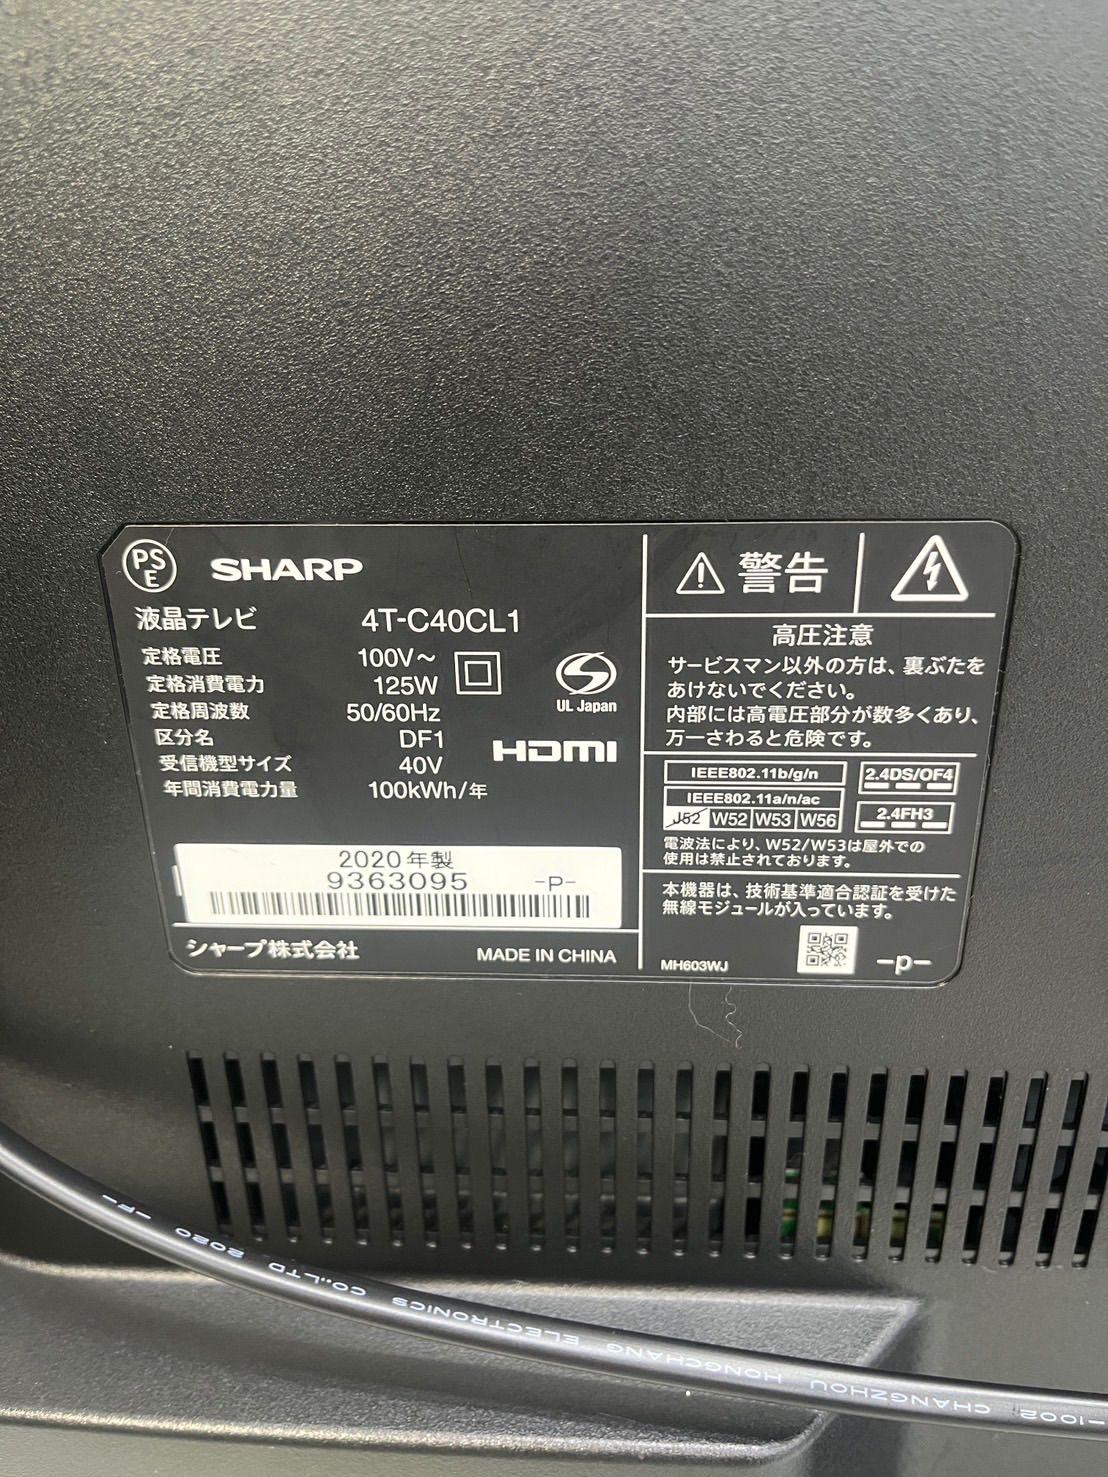 PS
E
SHARP
液晶テレビ 4T-C40CL1
定格電圧 100V～
定格消費電力 125W
定格周波数 50/60Hz
区分名 DF1
受信機型サイズ 40V
年間消費電力量 100kWh/年
UL Japan
HDMI
2020年製
9363095 -P-
シャープ株式会社 MADE IN CHINA
警告
高圧注意
サービスマン以外の方は、裏ぶたを
あけないでください。
内部には高電圧部分が数多くあり、
万一さわると危険です。
IEEE802.11b/g/n
IEEE802.11a/n/ac
J52 W52 W53 W56
2.4DS/OF4
2.4FH3
電波法により、W52/W53は屋外での
使用は禁止されております。
本機器は、技術基準適合認証を受けた
無線モジュールが入っています。
MH603WJ -p-
-1002 CHANGZHOU HONGCHANG ELECTRONICS CO.,LTD 2020 -F-